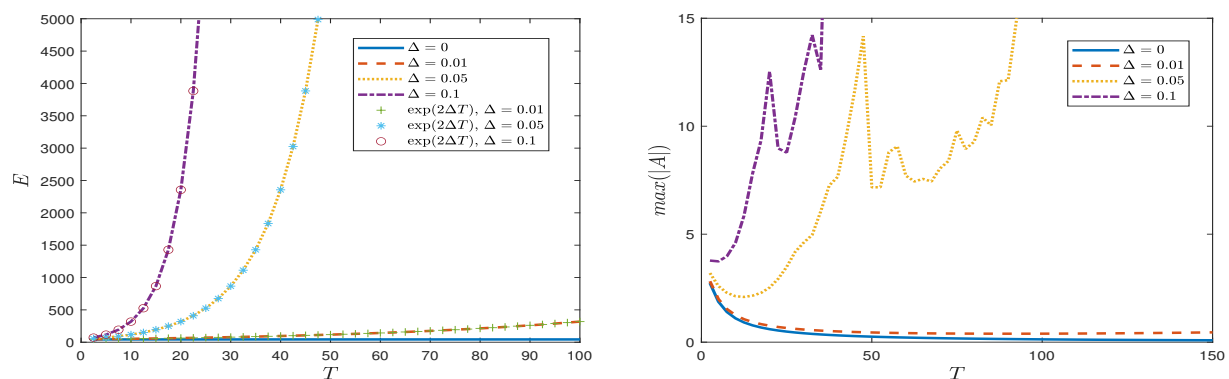 5000
4500
4000
3500
3000
2500
2000
1500
1000
500
0
E
0 10 20 30 40 50 60 70 80 90 100
T
Δ = 0
Δ = 0.01
Δ = 0.05
Δ = 0.1
exp(2ΔT), Δ = 0.01
exp(2ΔT), Δ = 0.05
exp(2ΔT), Δ = 0.1
15
10
5
0
max(|A|)
0 50 100 150
T
Δ = 0
Δ = 0.01
Δ = 0.05
Δ = 0.1